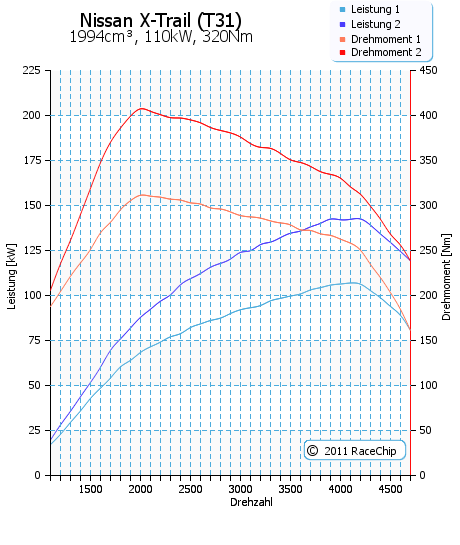 Nissan X-Trail (T31)
1994cm³, 110kW, 320Nm
Leistung 1
Leistung 2
Drehmoment 1
Drehmoment 2
225
200
175
150
125
100
75
50
25
0
Leistung [kW]
450
400
350
300
250
200
150
100
50
0
Drehmoment [Nm]
1500 2000 2500 3000 3500 4000 4500
Drehzahl
© 2011 RaceChip